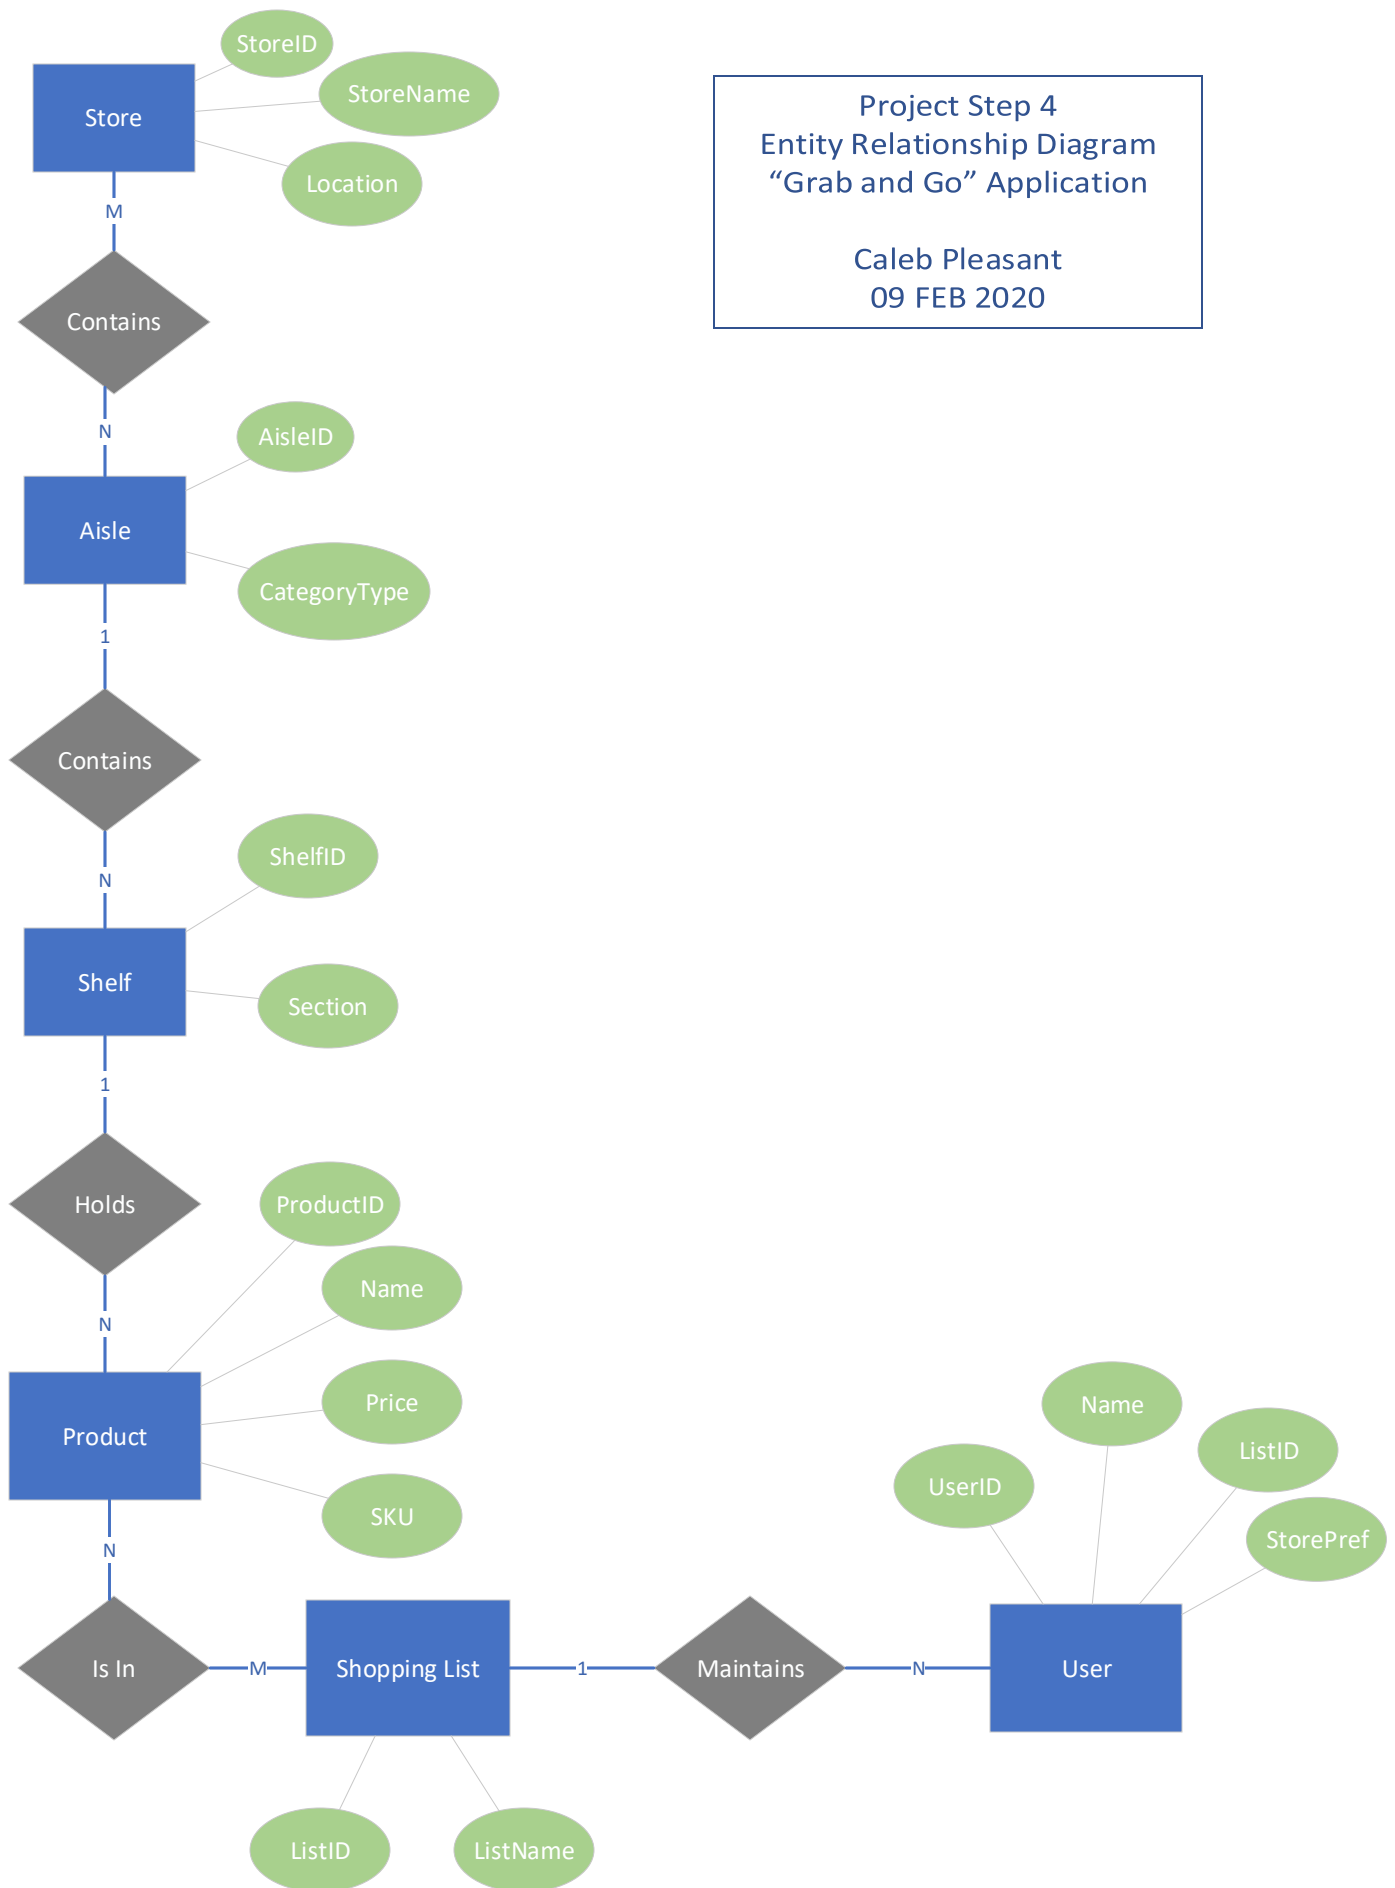 StoreID
StoreName
Store
Location
Project Step 4
Entity Relationship Diagram
“Grab and Go” Application
Caleb Pleasant
09 FEB 2020
M
Contains
N
AisleID
Aisle
CategoryType
1
Contains
N
ShelfID
Shelf
Section
1
Holds
ProductID
Name
N
Price
Product
SKU
N
Name
ListID
UserID
StorePref
Is In
M
Shopping List
1
Maintains
N
User
ListID
ListName